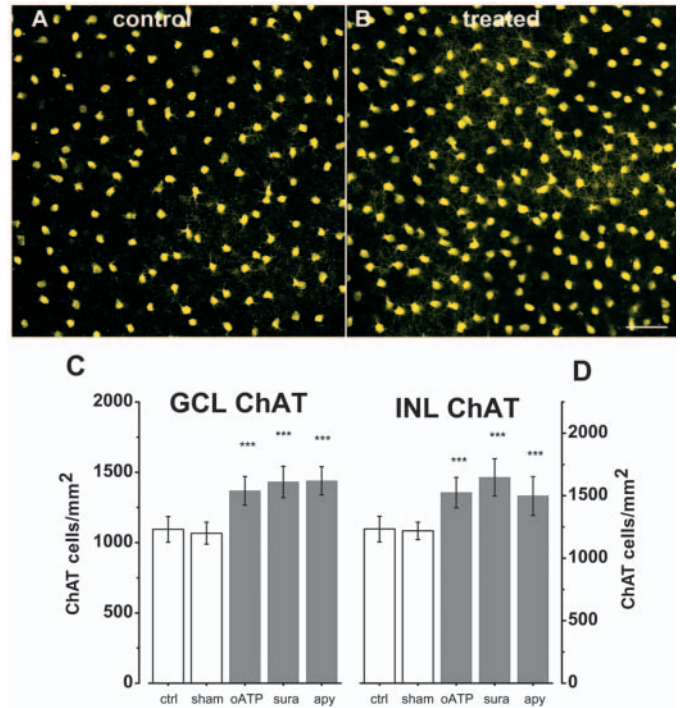 A control
B treated
C
GCL ChAT
INL ChAT
D
ChAT cells/mm²
2000
1500
1000
500
0
*** *** ***
*** *** ***
2000
1500
1000
500
0
ChAT cells/mm²
ctrl sham oATP sura apy
ctrl sham oATP sura apy